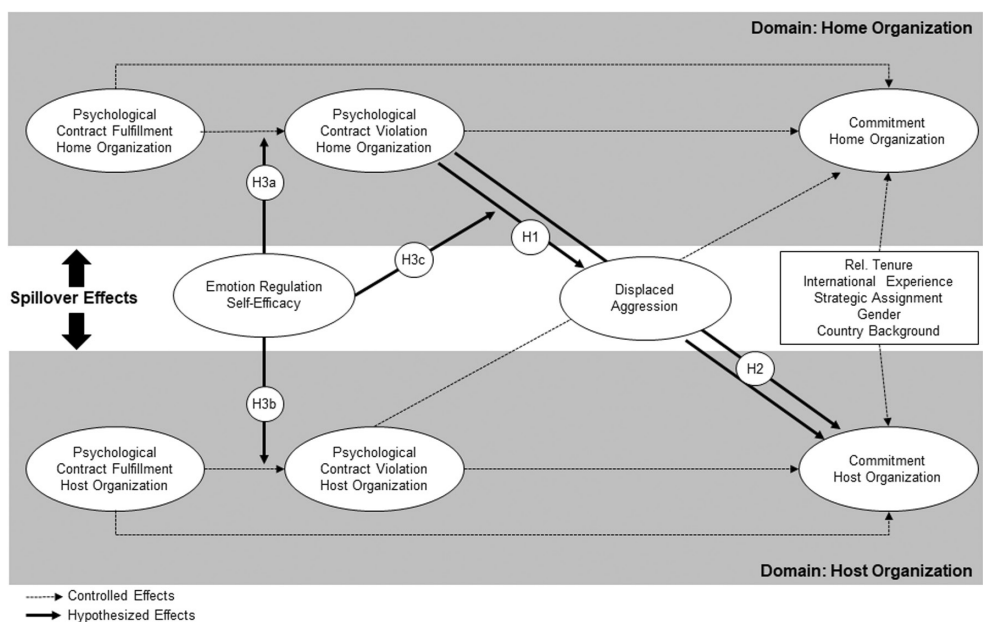 Domain: Home Organization
Psychological
Contract Fulfillment
Home Organization
Psychological
Contract Violation
Home Organization
Commitment
Home Organization
H3a
H3c
H1
Spillover Effects
Emotion Regulation
Self-Efficacy
Displaced
Aggression
Rel. Tenure
International Experience
Strategic Assignment
Gender
Country Background
H2
H3b
Psychological
Contract Fulfillment
Host Organization
Psychological
Contract Violation
Host Organization
Commitment
Host Organization
Domain: Host Organization
Controlled Effects
Hypothesized Effects